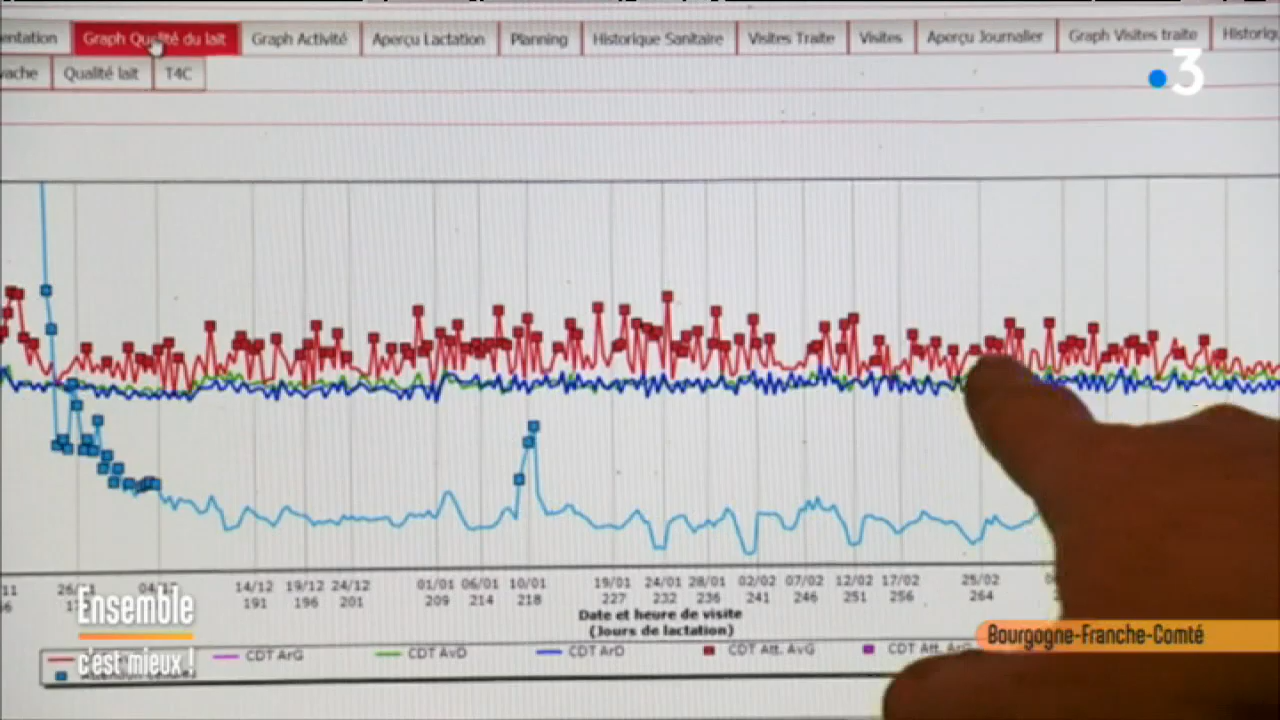 entation Graph Qualité du lait Graph Activité Aperçu Lactation Planning Historique Sanitaire Visites Traite Visites Aperçu Journalier Graph Visites traite Historiq
vache Qualité lait T4C
3
14/12 19/12 24/12 01/01 06/01 10/01 19/01 24/01 28/01 02/02 07/02 12/02 17/02 25/02
191 196 201 209 214 218 227 232 236 241 246 251 256 264
Date et heure de visite
(Jours de lactation)
CDT ArG CDT AvD CDT ArD CDT Att. AvG CDT Att. ArG
Ensemble
c'est mieux !
Bourgogne-Franche-Comté